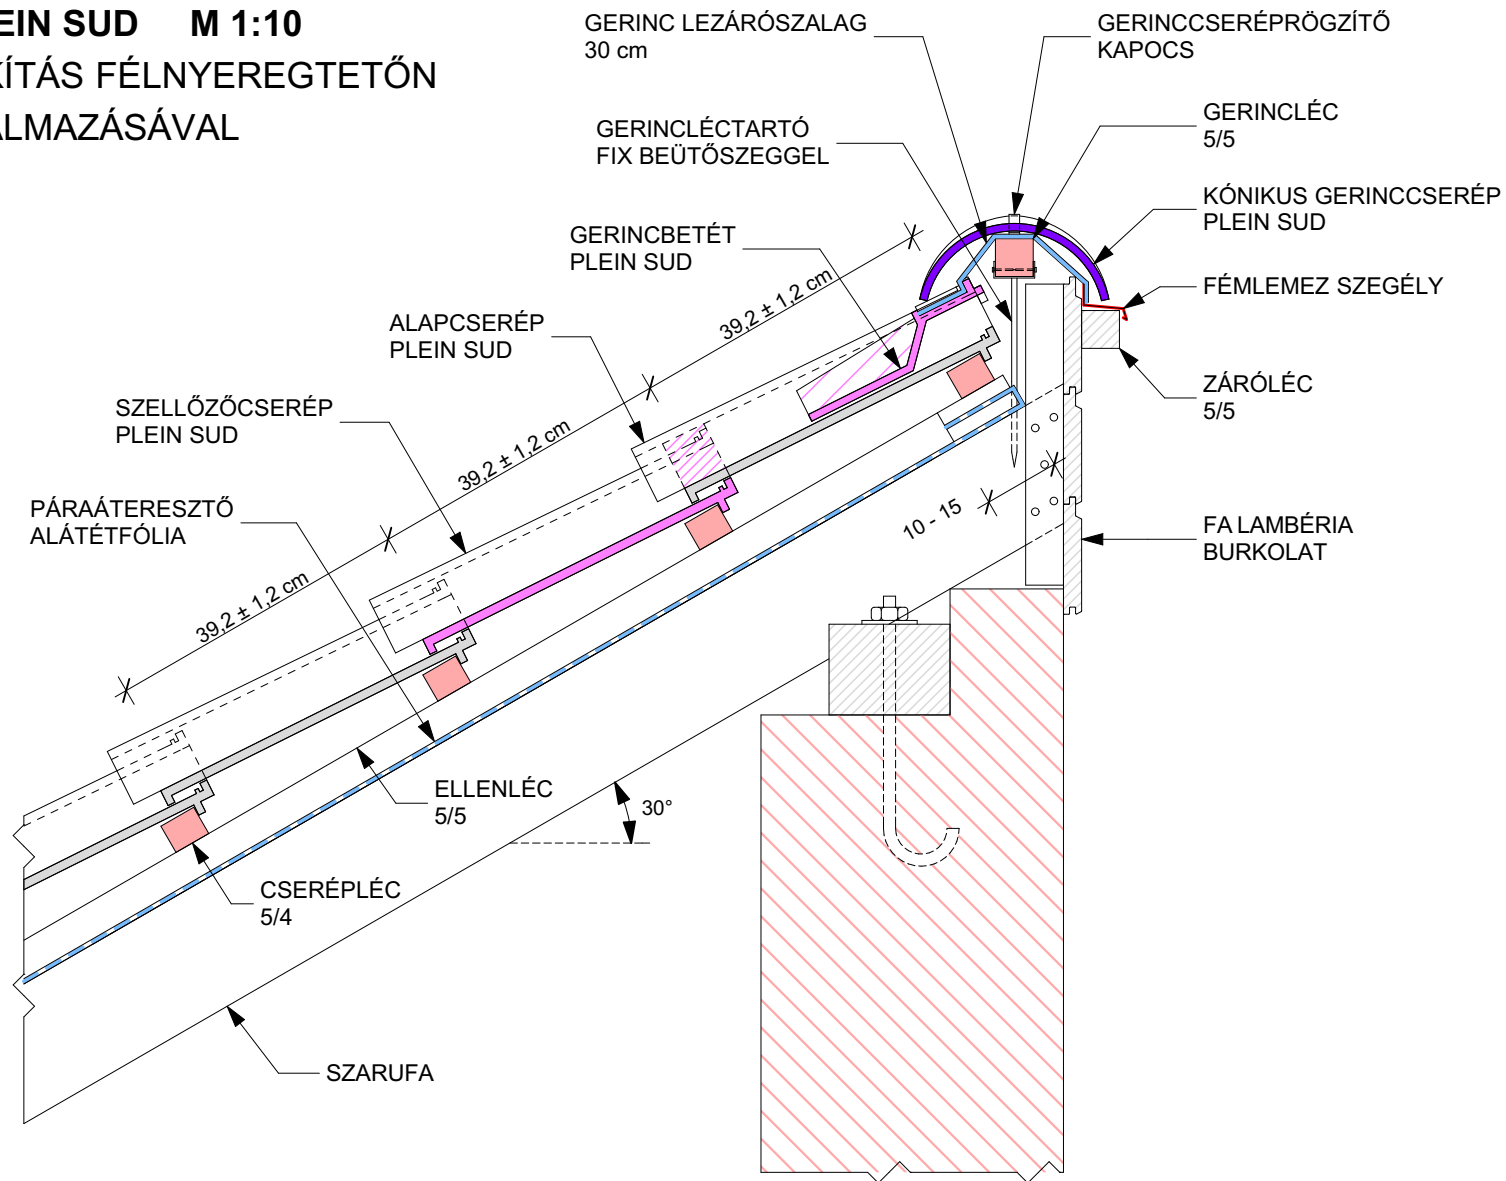 EIN SUD M 1:10
KÍTÁS FÉLNYEREGTETŐN
ALMAZÁSÁVAL
GERINC LEZÁRÓSZALAG
30 cm
GERINCCSERÉPRÖGZÍTŐ
KAPOCS
GERINCLÉCTARTÓ
FIX BEÜTŐSZEGGEL
GERINCLÉC
5/5
KÓNIKUS GERINCCSERÉP
PLEIN SUD
GERINCBETÉT
PLEIN SUD
FÉMLEMEZ SZEGÉLY
ALAPCSERÉP
PLEIN SUD
39,2 ± 1,2 cm
ZÁRÓLÉC
5/5
SZELLŐZŐCSERÉP
PLEIN SUD
39,2 ± 1,2 cm
PÁRAÁTERESZTŐ
ALÁTÉTFÓLIA
10 - 15
FA LAMBÉRIA
BURKOLAT
39,2 ± 1,2 cm
ELLENLÉC
5/5
30°
CSERÉPLÉC
5/4
SZARUFA